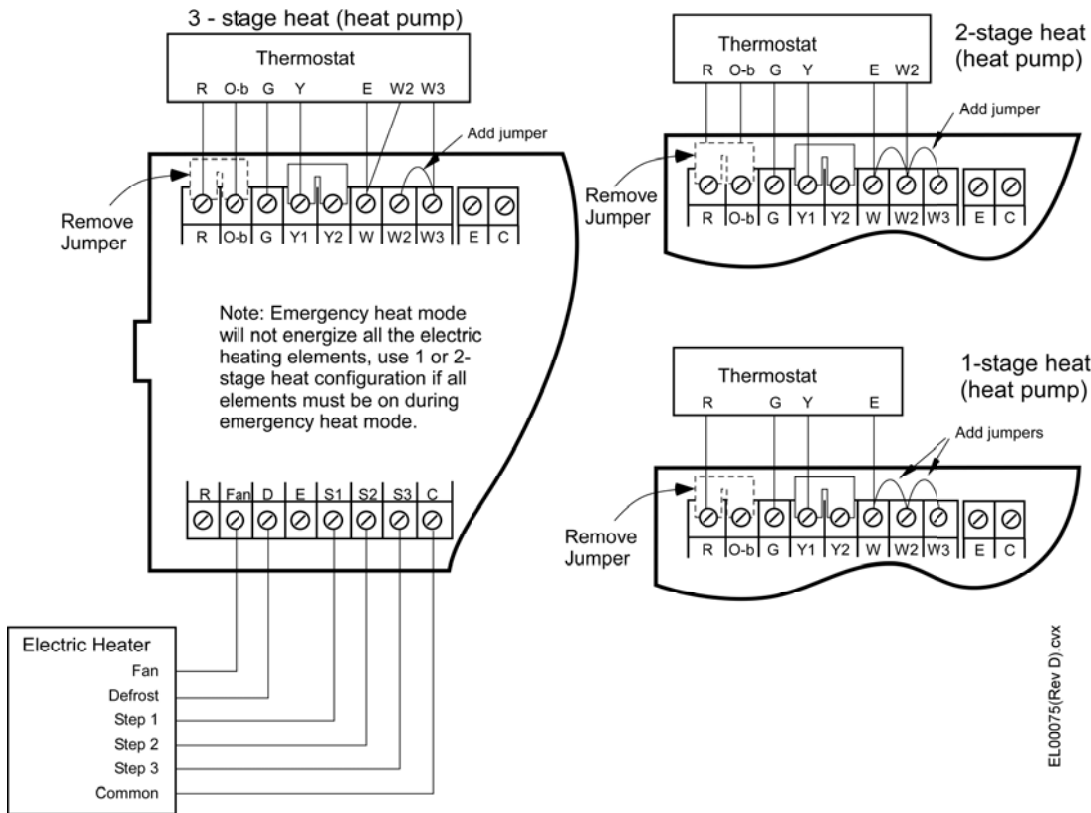 3 - stage heat (heat pump)
Thermostat
R O-b G Y E W2 W3
Add jumper
Remove
Jumper
R O-b G Y1 Y2 W W2 W3 E C
Note: Emergency heat mode
will not energize all the electric
heating elements, use 1 or 2-
stage heat configuration if all
elements must be on during
emergency heat mode.
R Fan D E S1 S2 S3 C
Electric Heater
Fan
Defrost
Step 1
Step 2
Step 3
Common
2-stage heat
(heat pump)
Thermostat
R O-b G Y E W2
Add jumper
Remove
Jumper
R O-b G Y1 Y2 W W2 W3 E C
1-stage heat
(heat pump)
Thermostat
R G Y E
Add jumpers
Remove
Jumper
R O-b G Y1 Y2 W W2 W3 E C
EL00075(Rev D).cvx